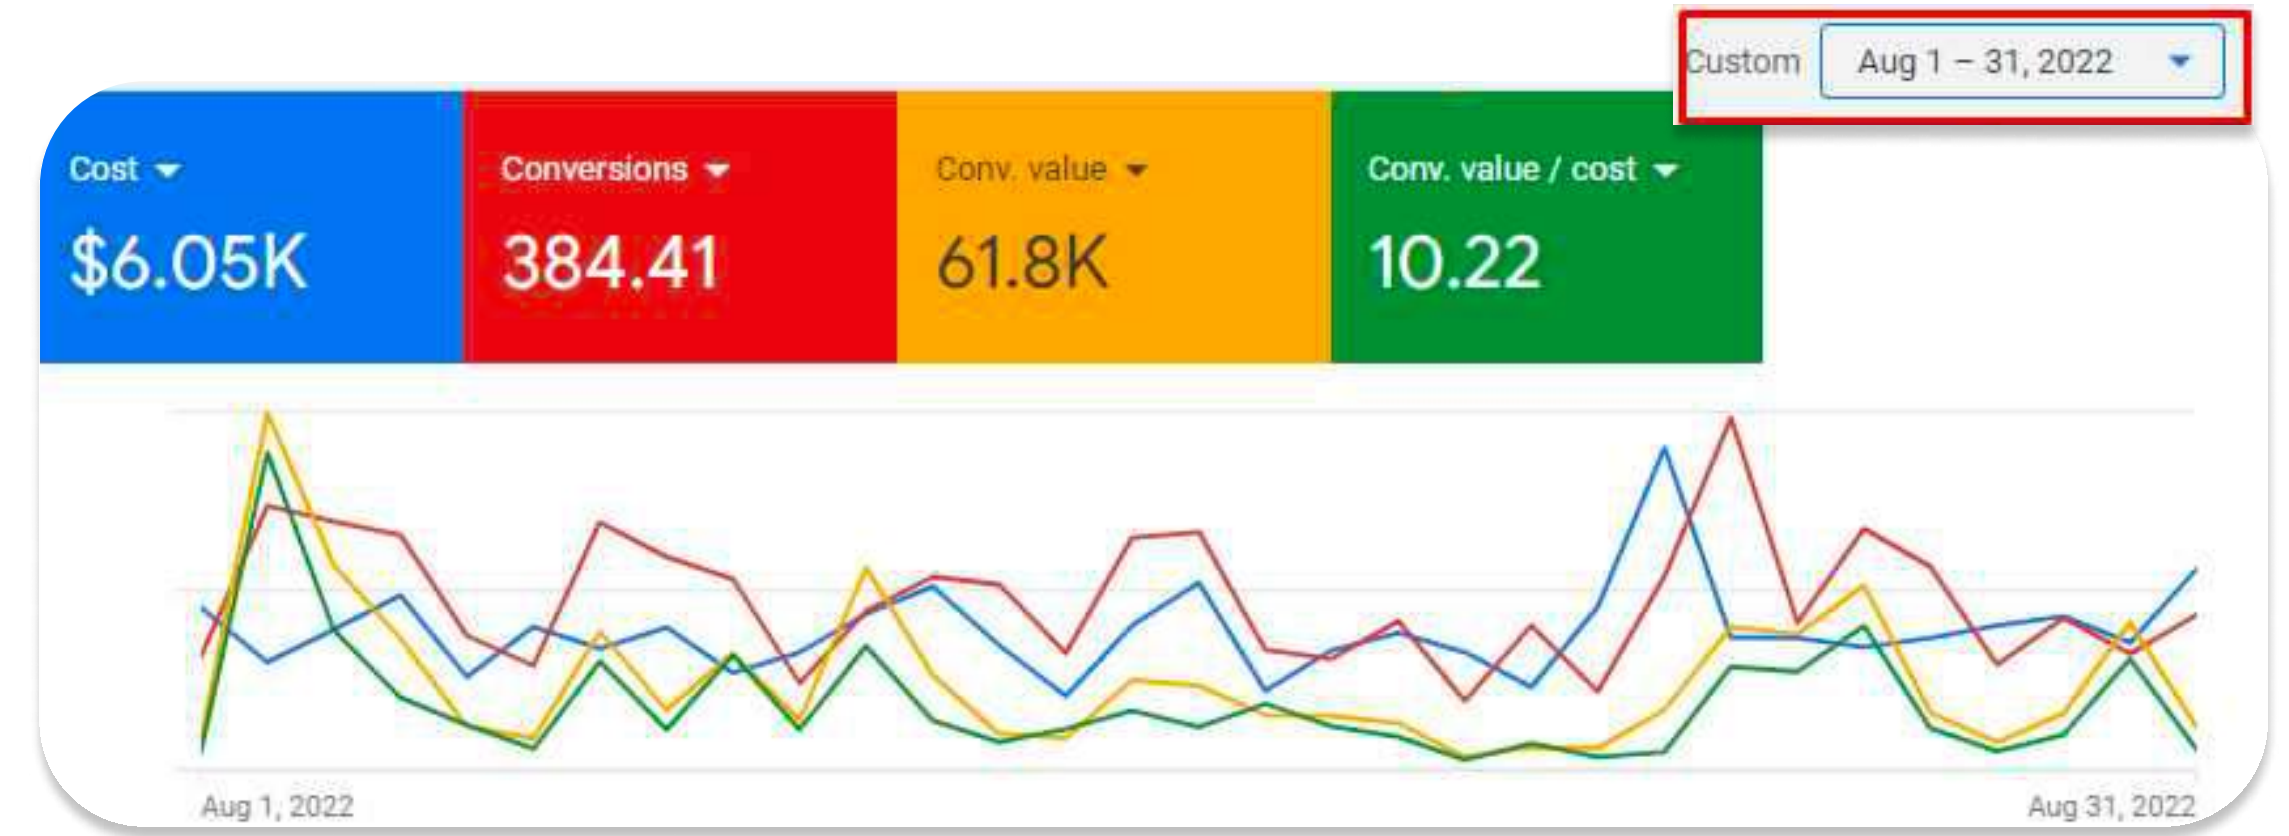 Custom Aug 1 – 31, 2022
Cost Conversions Conv. value Conv. value / cost
$6.05K 384.41 61.8K 10.22
Aug 1, 2022 Aug 31, 2022